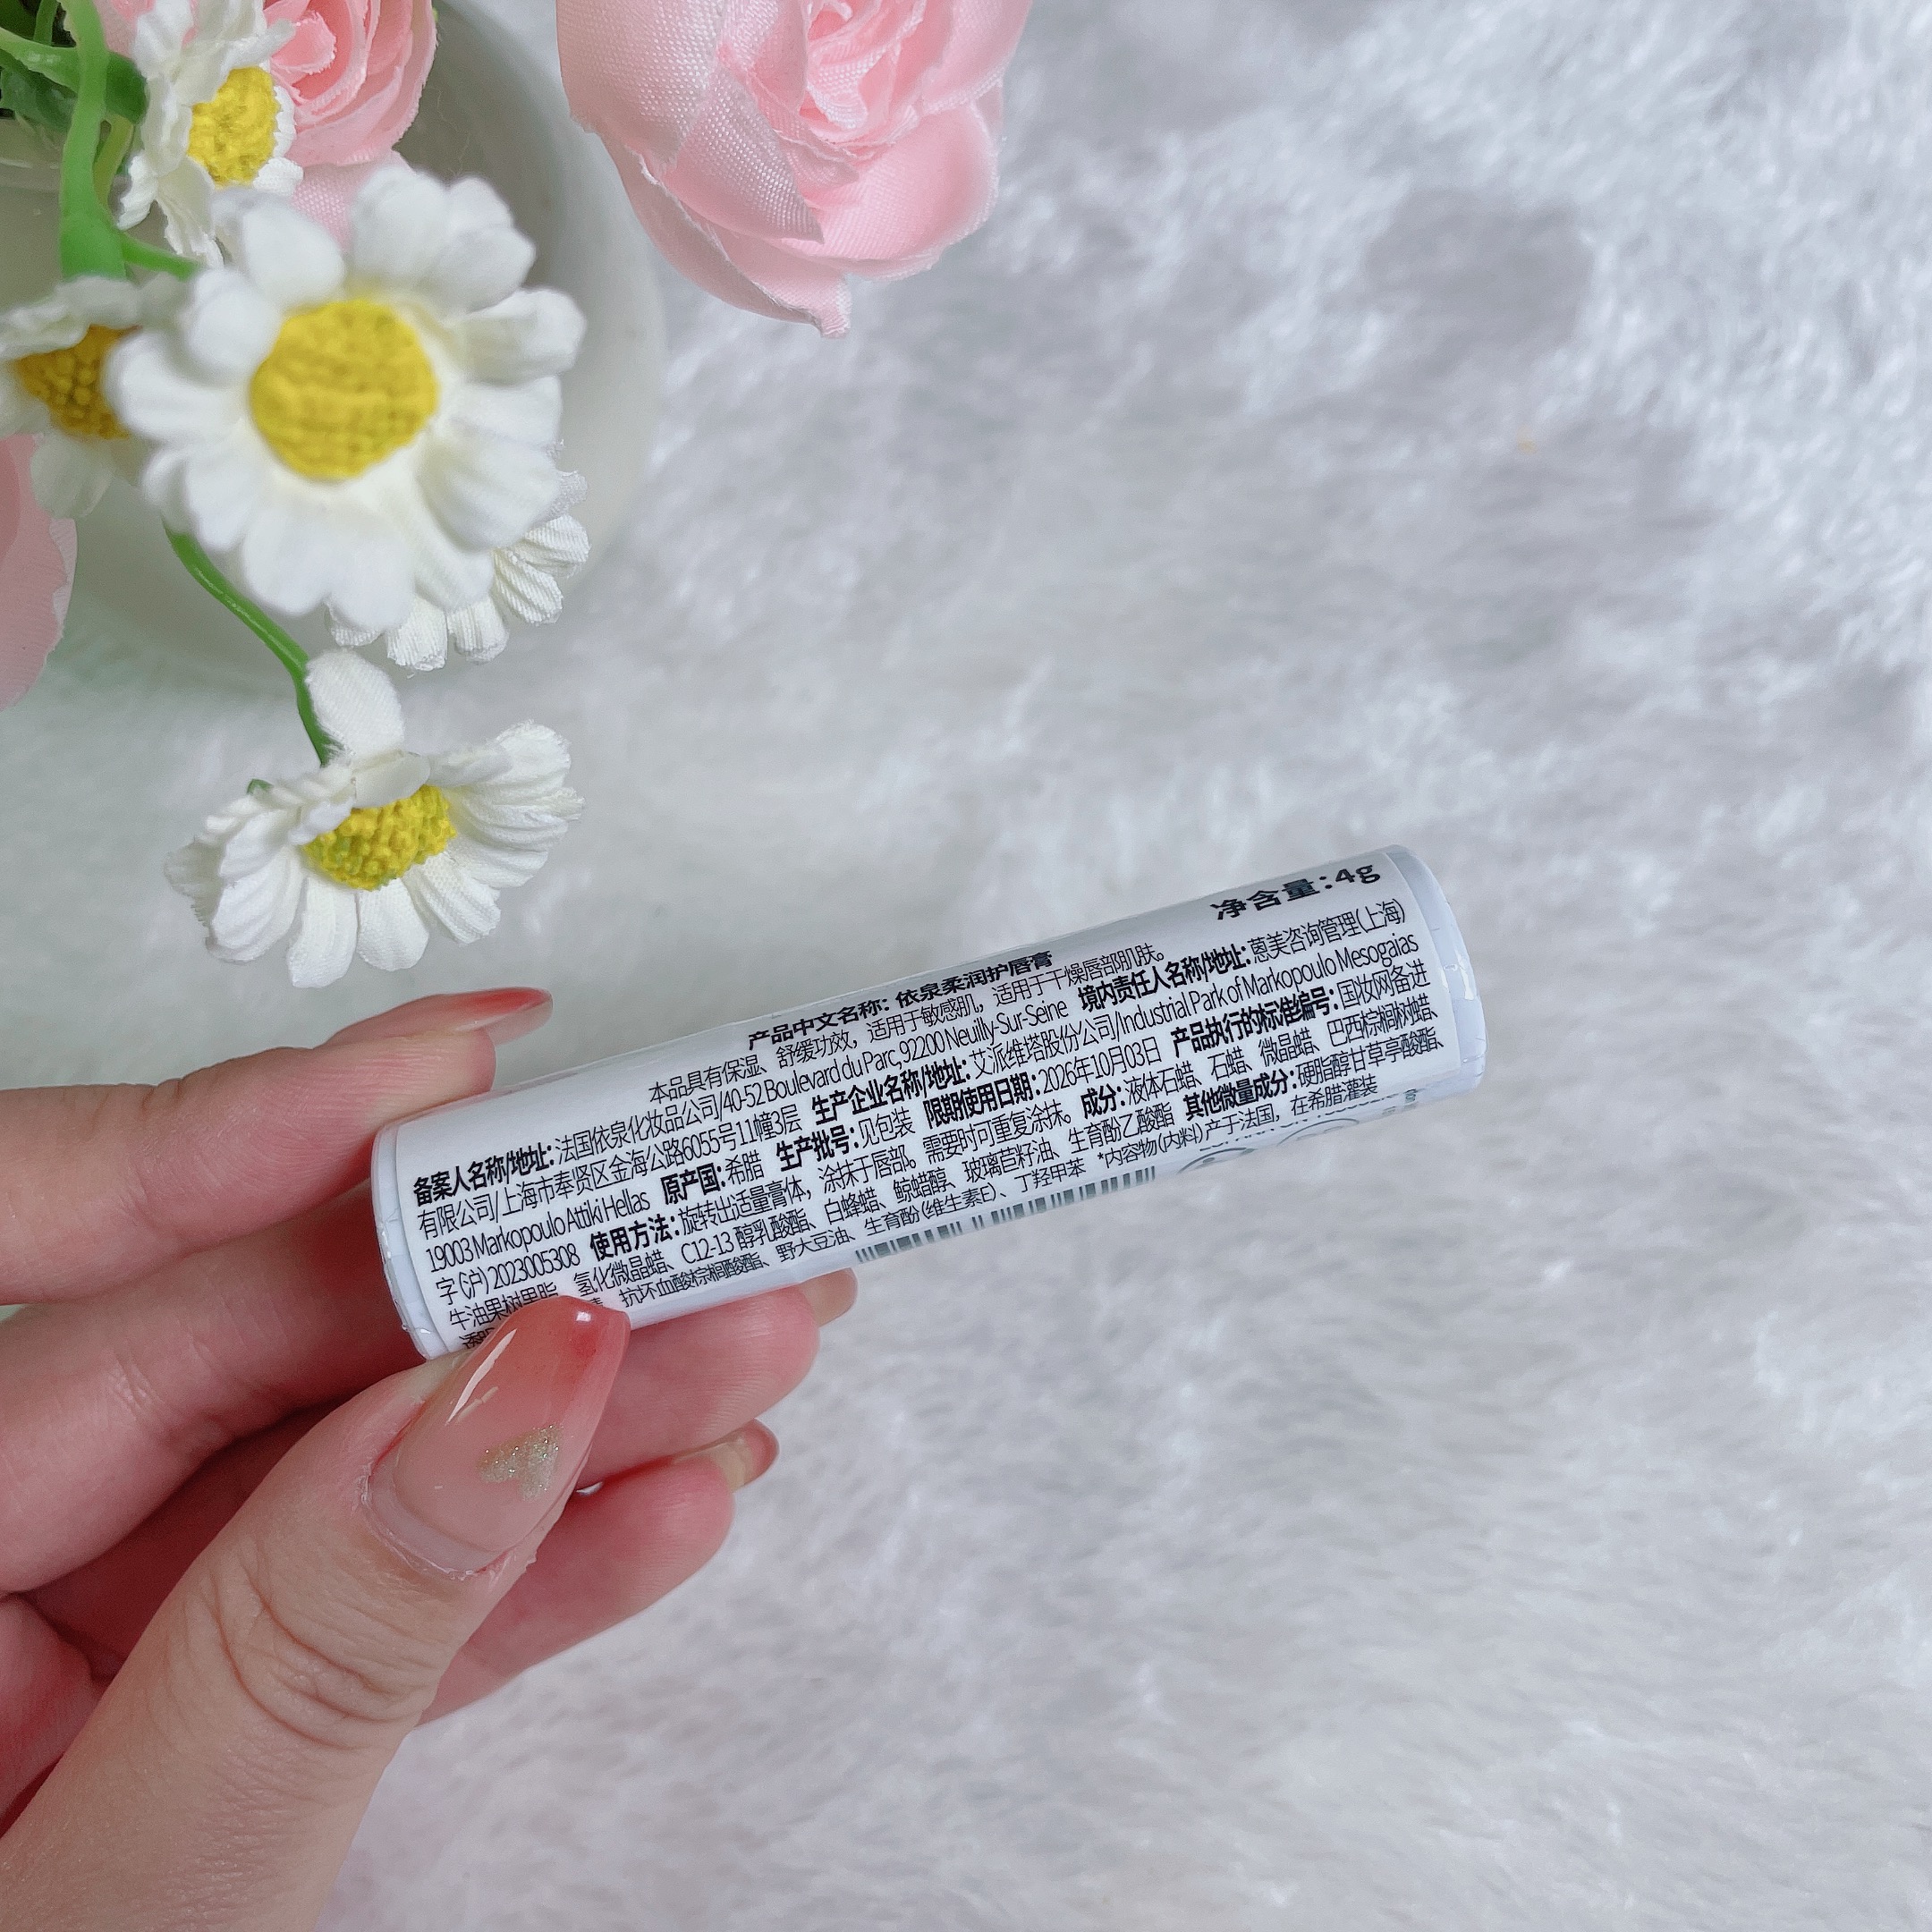 净含量:4g
产品中文名称: 依泉柔润护唇膏
本品具有保湿、舒缓功效，适用于敏感肌，适用于干燥唇部肌肤。
备案人名称/地址: 法国依泉化妆品公司/40-52 Boulevard du Parc, 92200 Neuilly-Sur-Seine 境内责任人名称/地址: 蒽美咨询管理(上海)
有限公司/上海市奉贤区金海公路6055号11幢3层 生产企业名称/地址: 艾派维塔股份公司/Industrial Park of Markopoulo Mesogaias
19003 Markopoulo Attiki Hellas 原产国: 希腊 生产批号: 见包装 限期使用日期: 2026年10月03日 产品执行的标准编号: 国妆网备进
字 (沪) 2023005308 使用方法: 旋转出适量膏体，涂抹于唇部。需要时可重复涂抹。 成分: 液体石蜡、石蜡、微晶蜡、巴西棕榈树蜡、
牛油果树果脂、氢化微晶蜡、C12-13 醇乳酸酯、白蜂蜡、鲸蜡醇、玻璃苣籽油、生育酚乙酸酯 其他微量成分: 硬脂醇甘草亭酸酯、
抗坏血酸棕榈酸酯、野大豆油、生育酚 (维生素E)、丁羟甲苯 *内容物(内料)产于法国，在希腊灌装